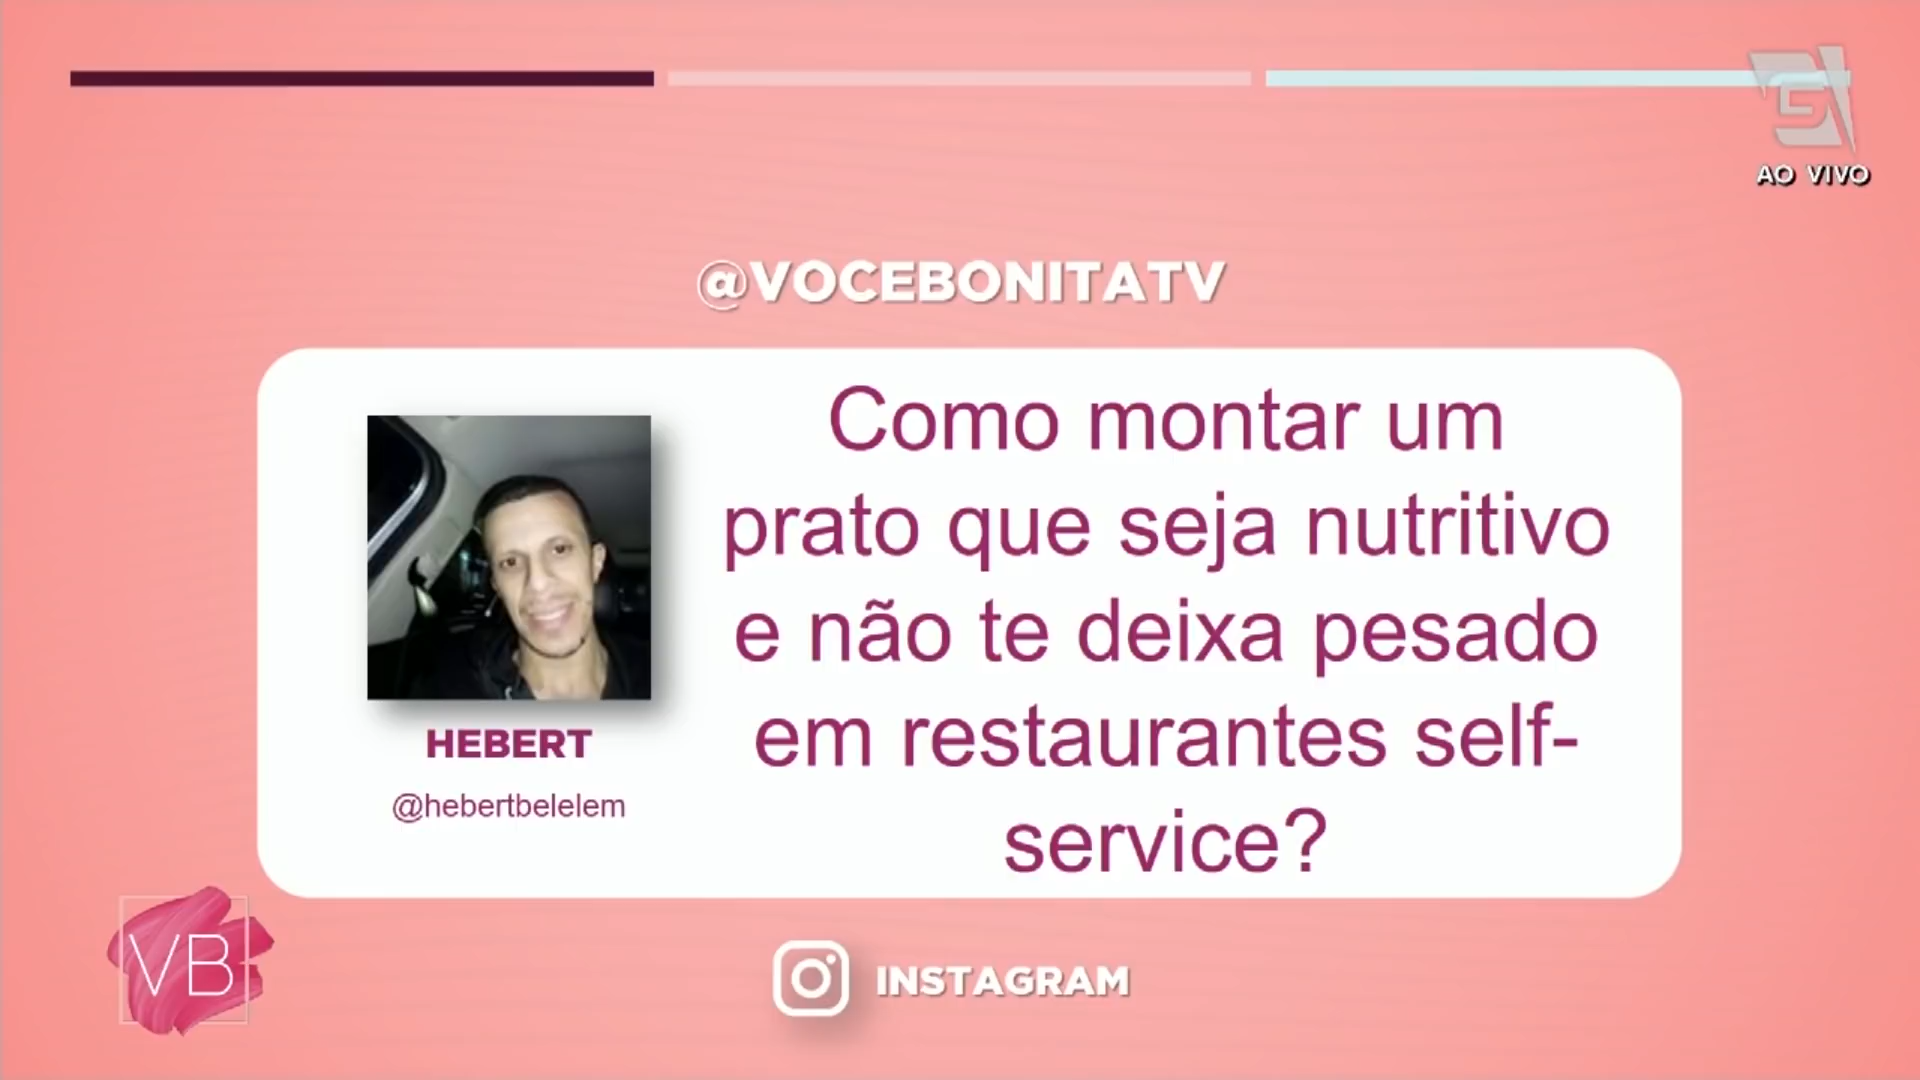 AO VIVO
@VOCEBONITATV
Como montar um
prato que seja nutritivo
e não te deixa pesado
em restaurantes self-
service?
HEBERT
@hebertbelelem
VB
INSTAGRAM